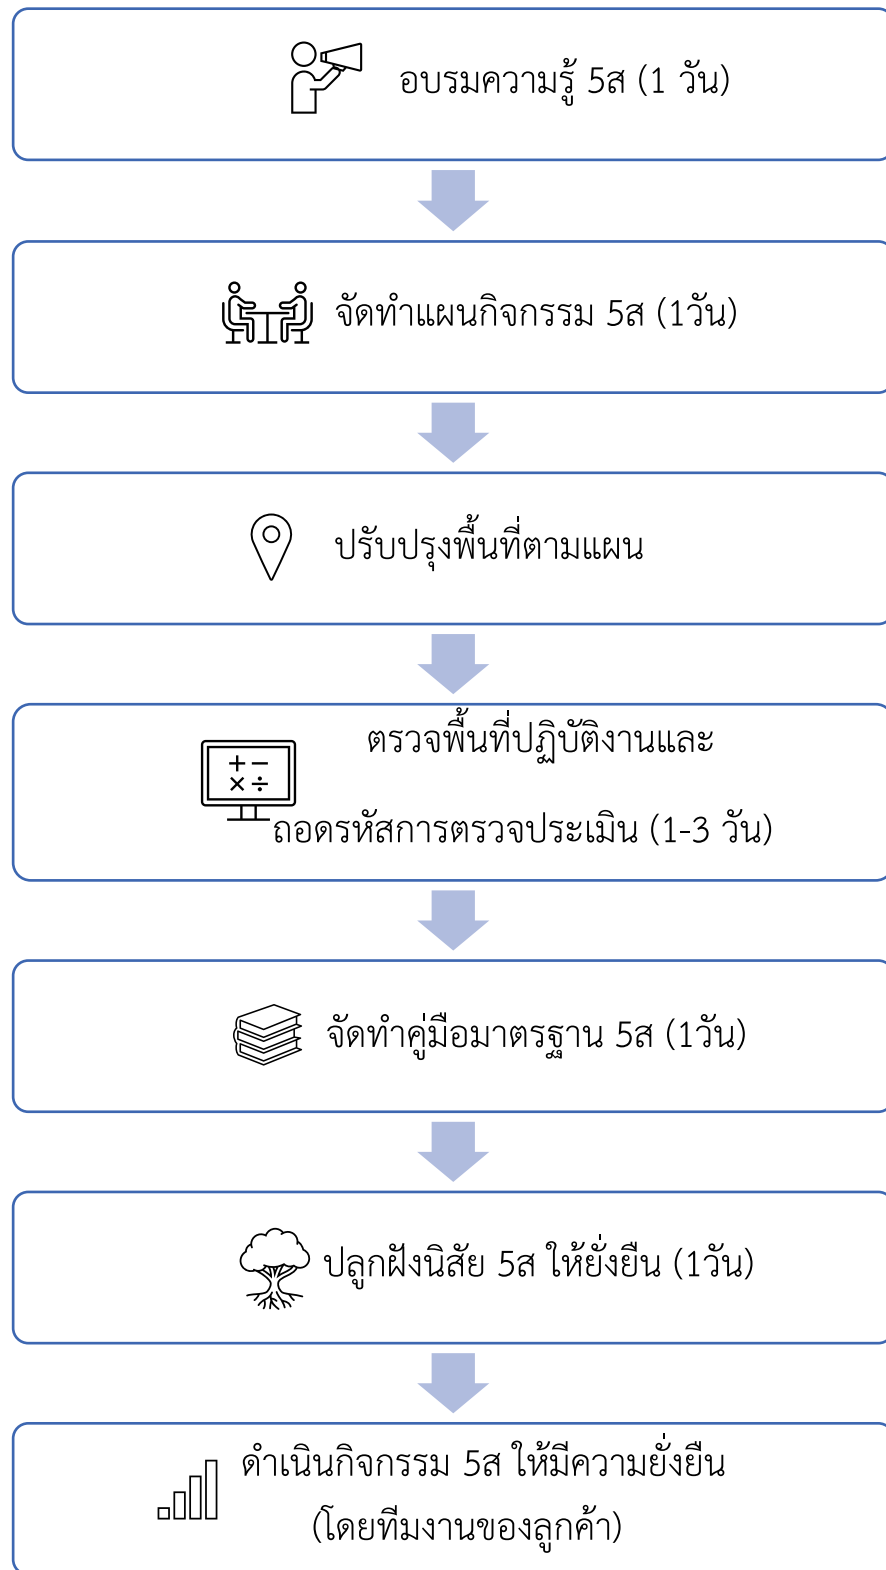 อบรมความรู้ 5ส (1 วัน)
จัดทำแผนกิจกรรม 5ส (1วัน)
ปรับปรุงพื้นที่ตามแผน
ตรวจพื้นที่ปฏิบัติงานและ
ถอดรหัสการตรวจประเมิน (1-3 วัน)
จัดทำคู่มือมาตรฐาน 5ส (1วัน)
ปลูกฝังนิสัย 5ส ให้ยั่งยืน (1วัน)
ดำเนินกิจกรรม 5ส ให้มีความยั่งยืน
(โดยทีมงานของลูกค้า)